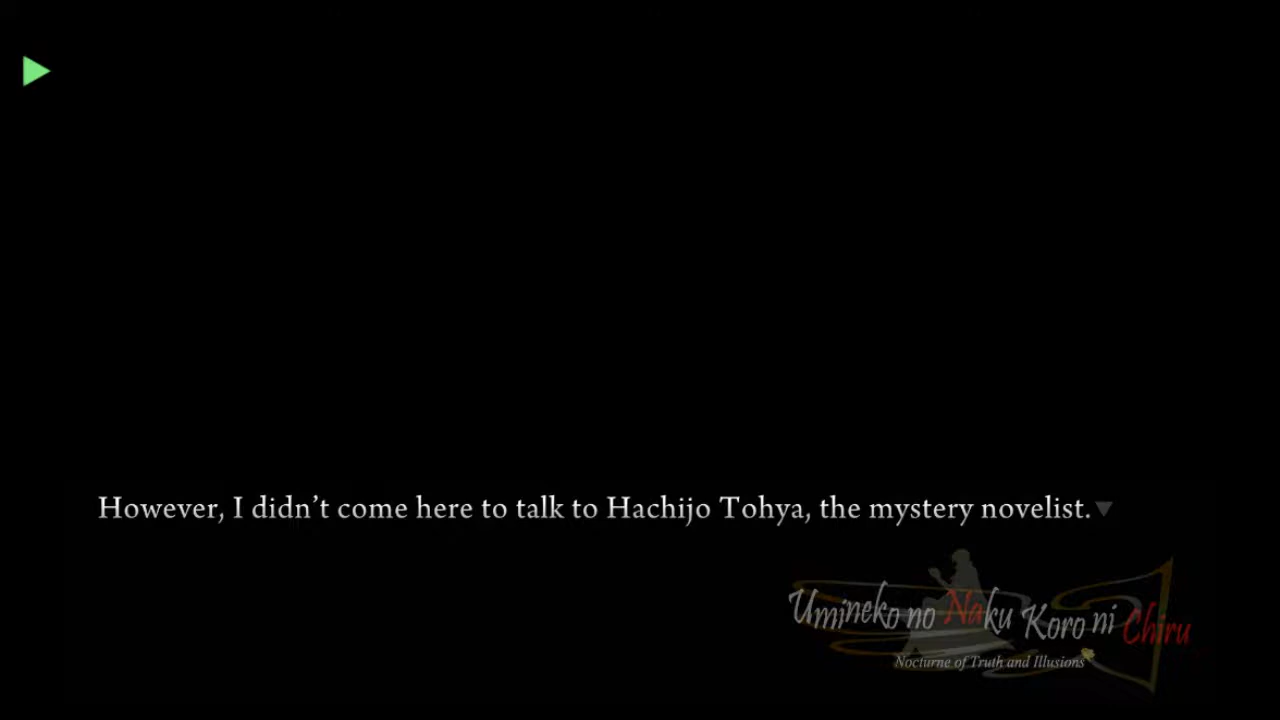 However, I didn’t come here to talk to Hachijo Tohya, the mystery novelist.
Umineko no Naku Koro ni Chiru
Nocturne of Truth and Illusions